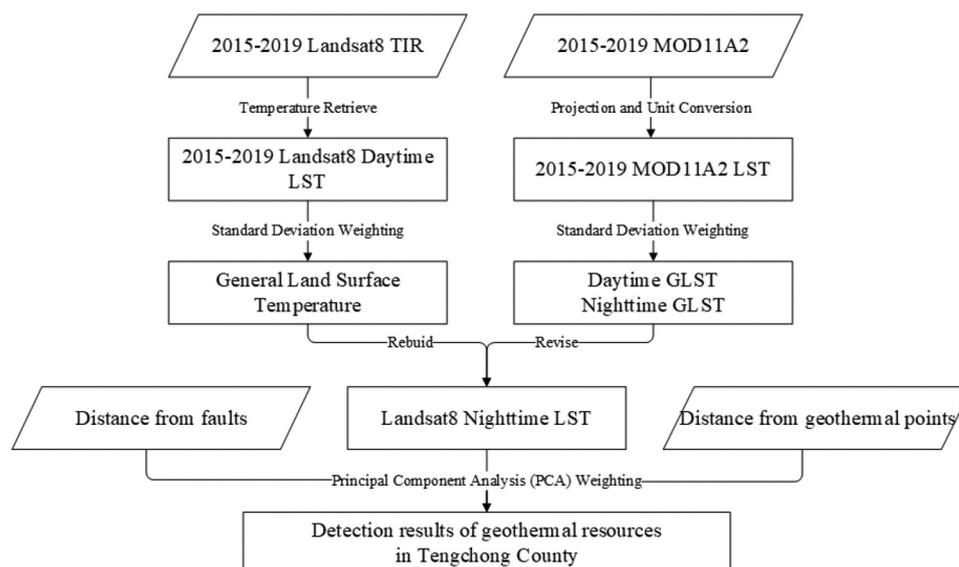 2015-2019 Landsat8 TIR
2015-2019 MOD11A2
Temperature Retrieve
Projection and Unit Conversion
2015-2019 Landsat8 Daytime
LST
2015-2019 MOD11A2 LST
Standard Deviation Weighting
Standard Deviation Weighting
General Land Surface
Temperature
Daytime GLST
Nighttime GLST
Rebuid
Revise
Distance from faults
Landsat8 Nighttime LST
Distance from geothermal points
Principal Component Analysis (PCA) Weighting
Detection results of geothermal resources
in Tengchong County